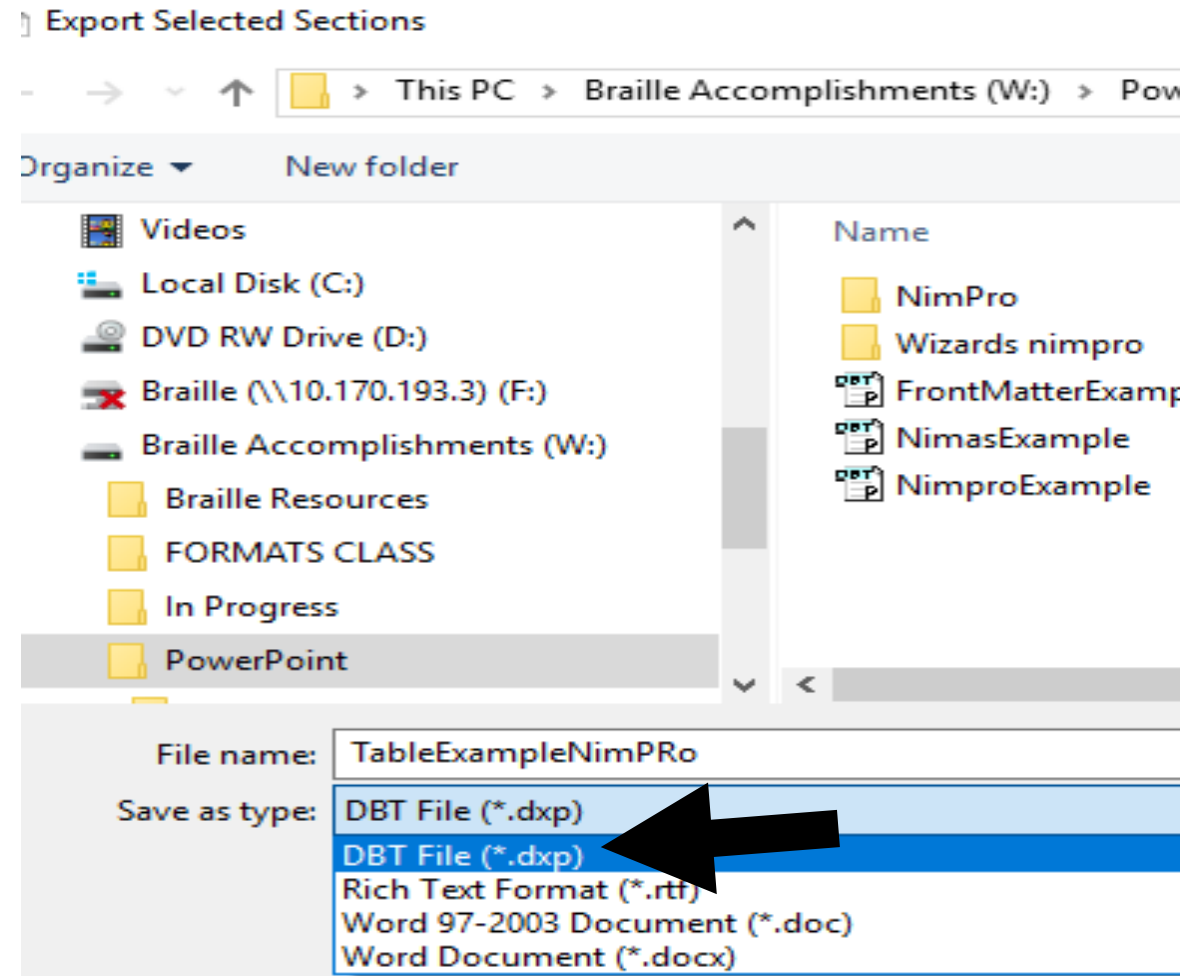 Export Selected Sections
This PC > Braille Accomplishments (W:) >
Organize
New folder
Videos
Local Disk (C:)
DVD RW Drive (D:)
Braille (\\10.170.193.3) (F:)
Braille Accomplishments (W:)
Braille Resources
FORMATS CLASS
In Progress
PowerPoint
Name
NimPro
Wizards nimpro
FrontMatterExamp
NimasExample
NimproExample
File name: TableExampleNimPRo
Save as type: DBT File (*.dxp)
DBT File (*.dxp)
Rich Text Format (*.rtf)
Word 97-2003 Document (*.doc)
Word Document (*.docx)